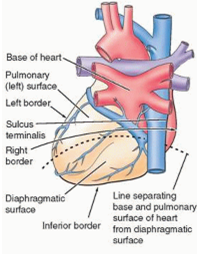 Base of heart
Pulmonary
(left) surface
Left border
Sulcus
terminalis
Right
border
Diaphragmatic
surface
Inferior border
Line separating
base and pulmonary
surface of heart
from diaphragmatic
surface